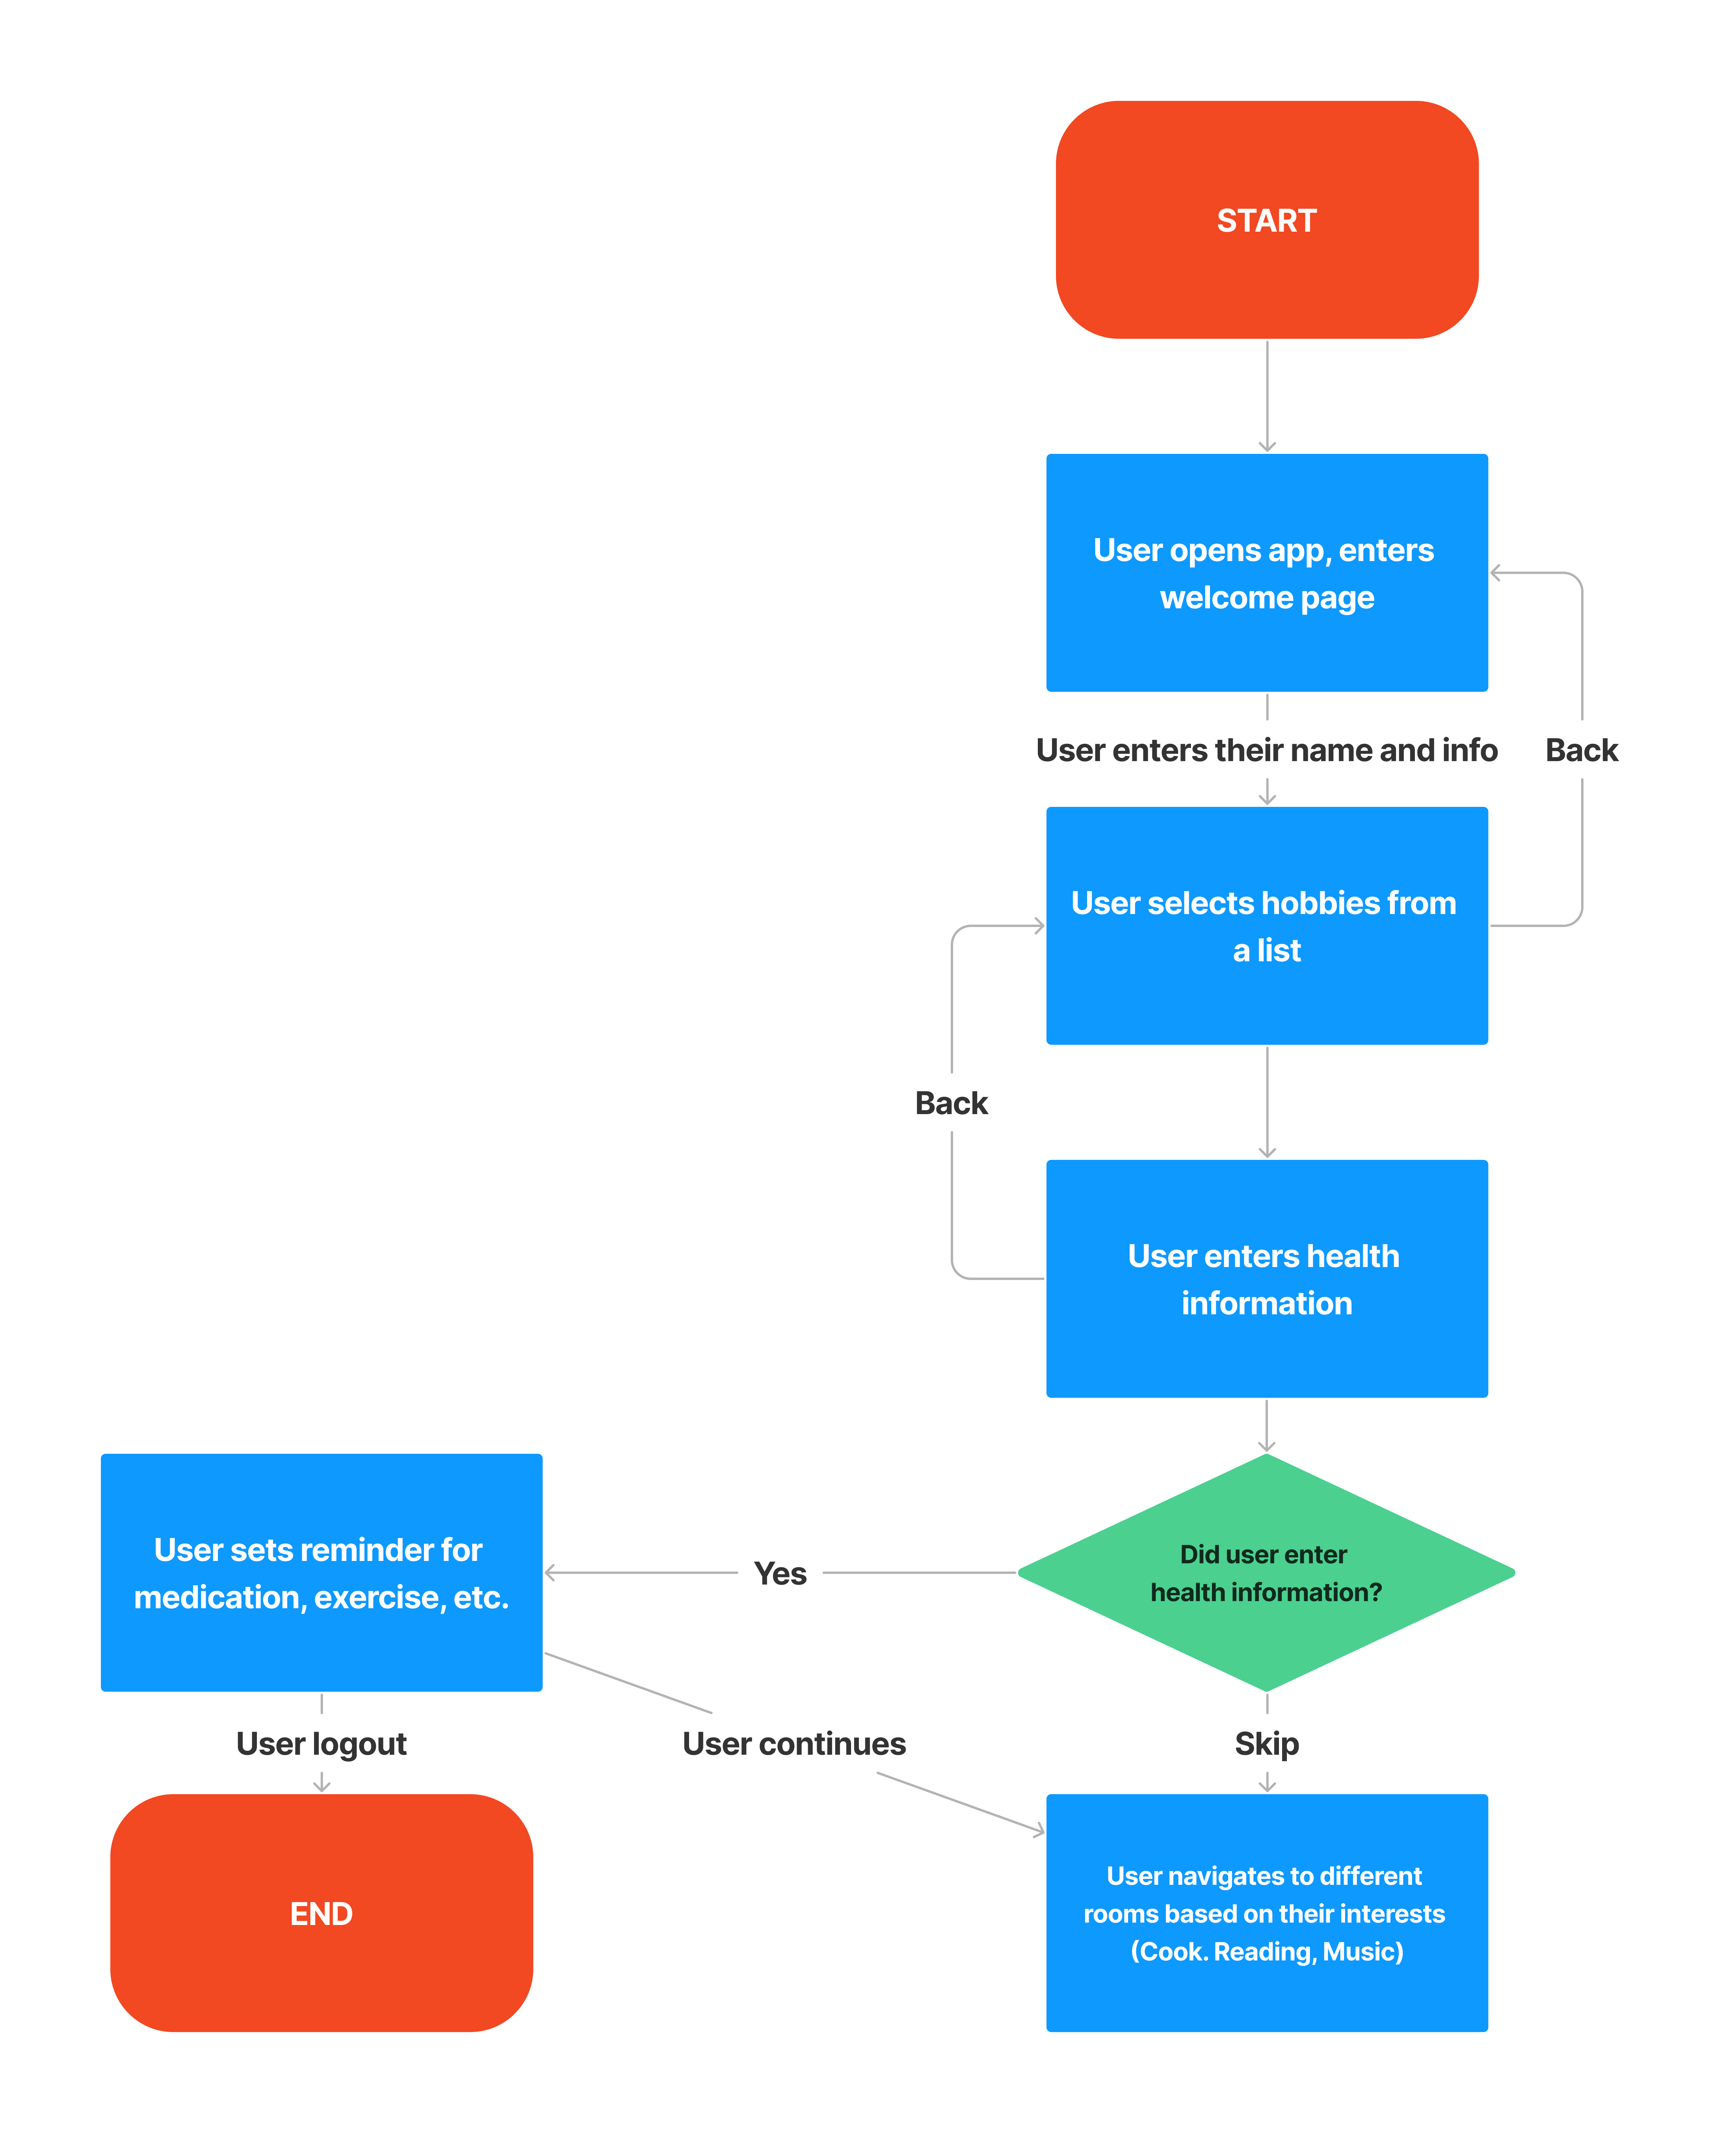 START
User opens app, enters
welcome page
User enters their name and info
Back
User selects hobbies from
a list
Back
User enters health
information
Did user enter
health information?
Yes
User sets reminder for
medication, exercise, etc.
User logout
User continues
Skip
END
User navigates to different
rooms based on their interests
(Cook. Reading, Music)